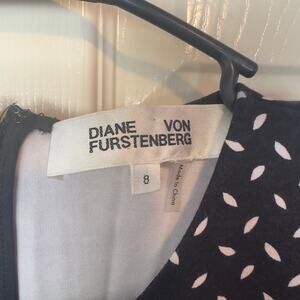 DIANE VON
FURSTENBERG
8
Made in China